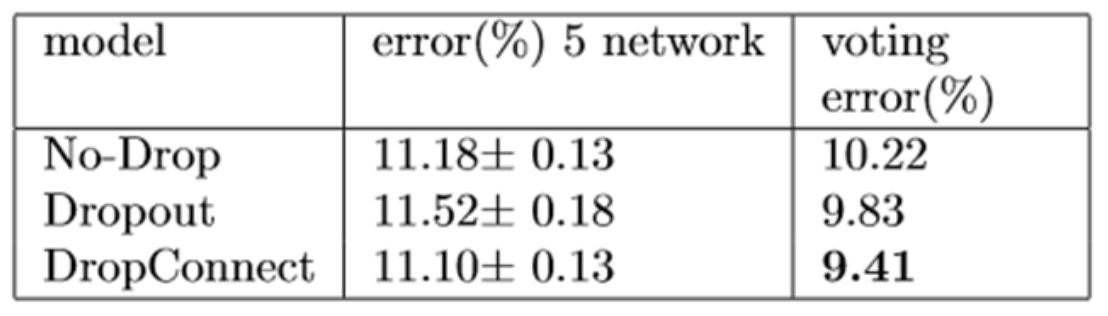 model error(%) 5 network voting
error(%)
No-Drop 11.18± 0.13 10.22
Dropout 11.52± 0.18 9.83
DropConnect 11.10± 0.13 9.41